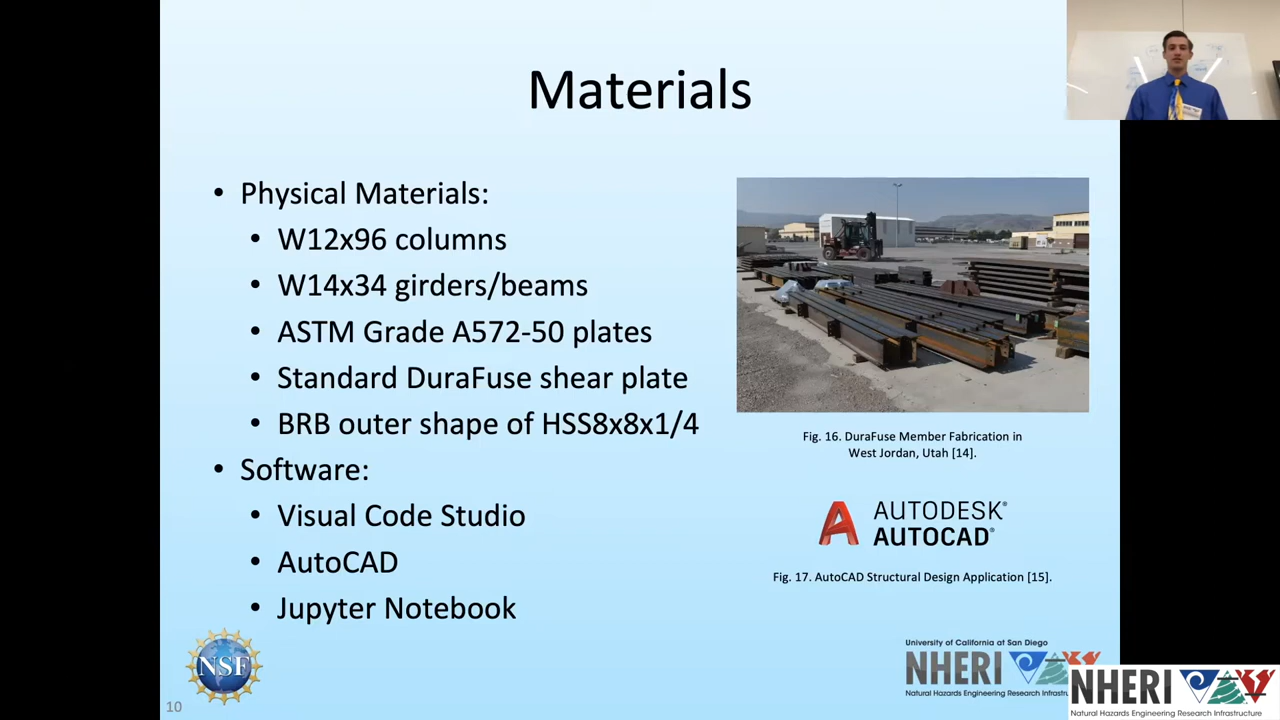 Materials
• Physical Materials:
• W12x96 columns
• W14x34 girders/beams
• ASTM Grade A572-50 plates
• Standard DuraFuse shear plate
• BRB outer shape of HSS8x8x1/4
• Software:
• Visual Code Studio
• AutoCAD
• Jupyter Notebook
Fig. 16. DuraFuse Member Fabrication in
West Jordan, Utah [14].
AUTODESK®
AUTOCAD®
Fig. 17. AutoCAD Structural Design Application [15].
NSF
10
University of California at San Diego
NHERI
Natural Hazards Engineering Research
NHERI
Natural Hazards Engineering Research Infrastructure